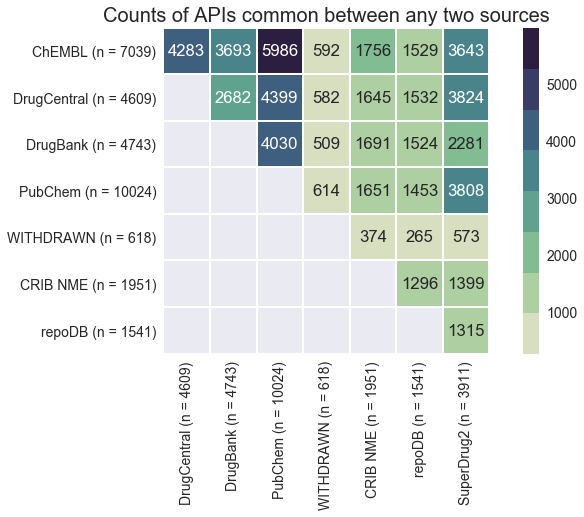 Counts of APIs common between any two sources
ChEMBL (n = 7039) 4283 3693 5986 592 1756 1529 3643
DrugCentral (n = 4609) 2682 4399 582 1645 1532 3824
DrugBank (n = 4743) 4030 509 1691 1524 2281
PubChem (n = 10024) 614 1651 1453 3808
WITHDRAWN (n = 618) 374 265 573
CRIB NME (n = 1951) 1296 1399
repoDB (n = 1541) 1315
DrugCentral (n = 4609)
DrugBank (n = 4743)
PubChem (n = 10024)
WITHDRAWN (n = 618)
CRIB NME (n = 1951)
repoDB (n = 1541)
SuperDrug2 (n = 3911)
5000
4000
3000
2000
1000